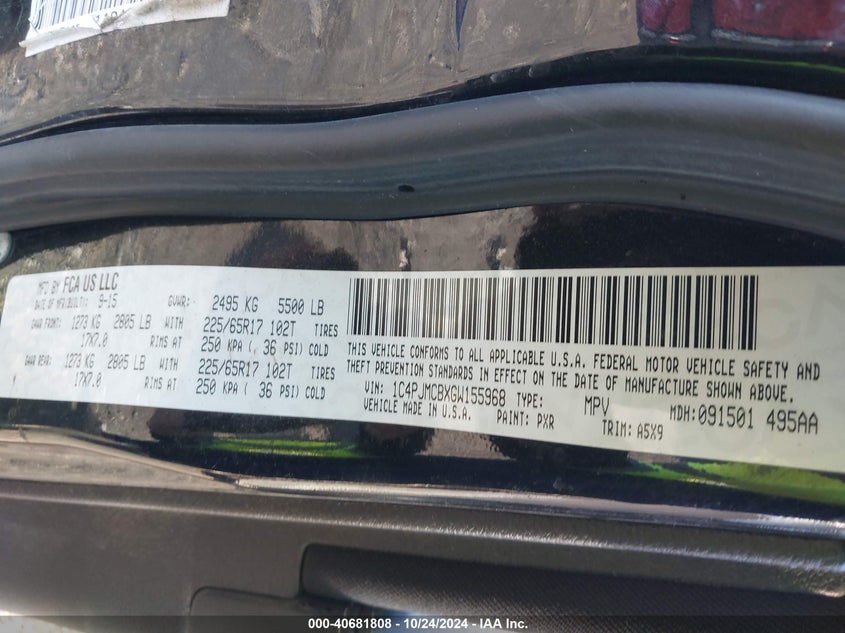 MFD BY FCA US LLC
DATE OF MFR/BUILT: 9-15 GVWR: 2495 KG 5500 LB
GAWR FRONT: 1273 KG 2805 LB WITH 225/65R17 102T TIRES
17X7.0 RIMS AT 250 KPA ( 36 PSI) COLD
GAWR REAR: 1273 KG 2805 LB WITH 225/65R17 102T TIRES
17X7.0 RIMS AT 250 KPA ( 36 PSI) COLD
THIS VEHICLE CONFORMS TO ALL APPLICABLE U.S.A. FEDERAL MOTOR VEHICLE SAFETY AND
THEFT PREVENTION STANDARDS IN EFFECT ON THE DATE OF MANUFACTURE SHOWN ABOVE.
VIN: 1C4PJMCBXGW155968 TYPE: MPV MDH:091501 495AA
VEHICLE MADE IN U.S.A. PAINT: PXR TRIM: A5X9
000-40681808 - 10/24/2024 - IAA Inc.